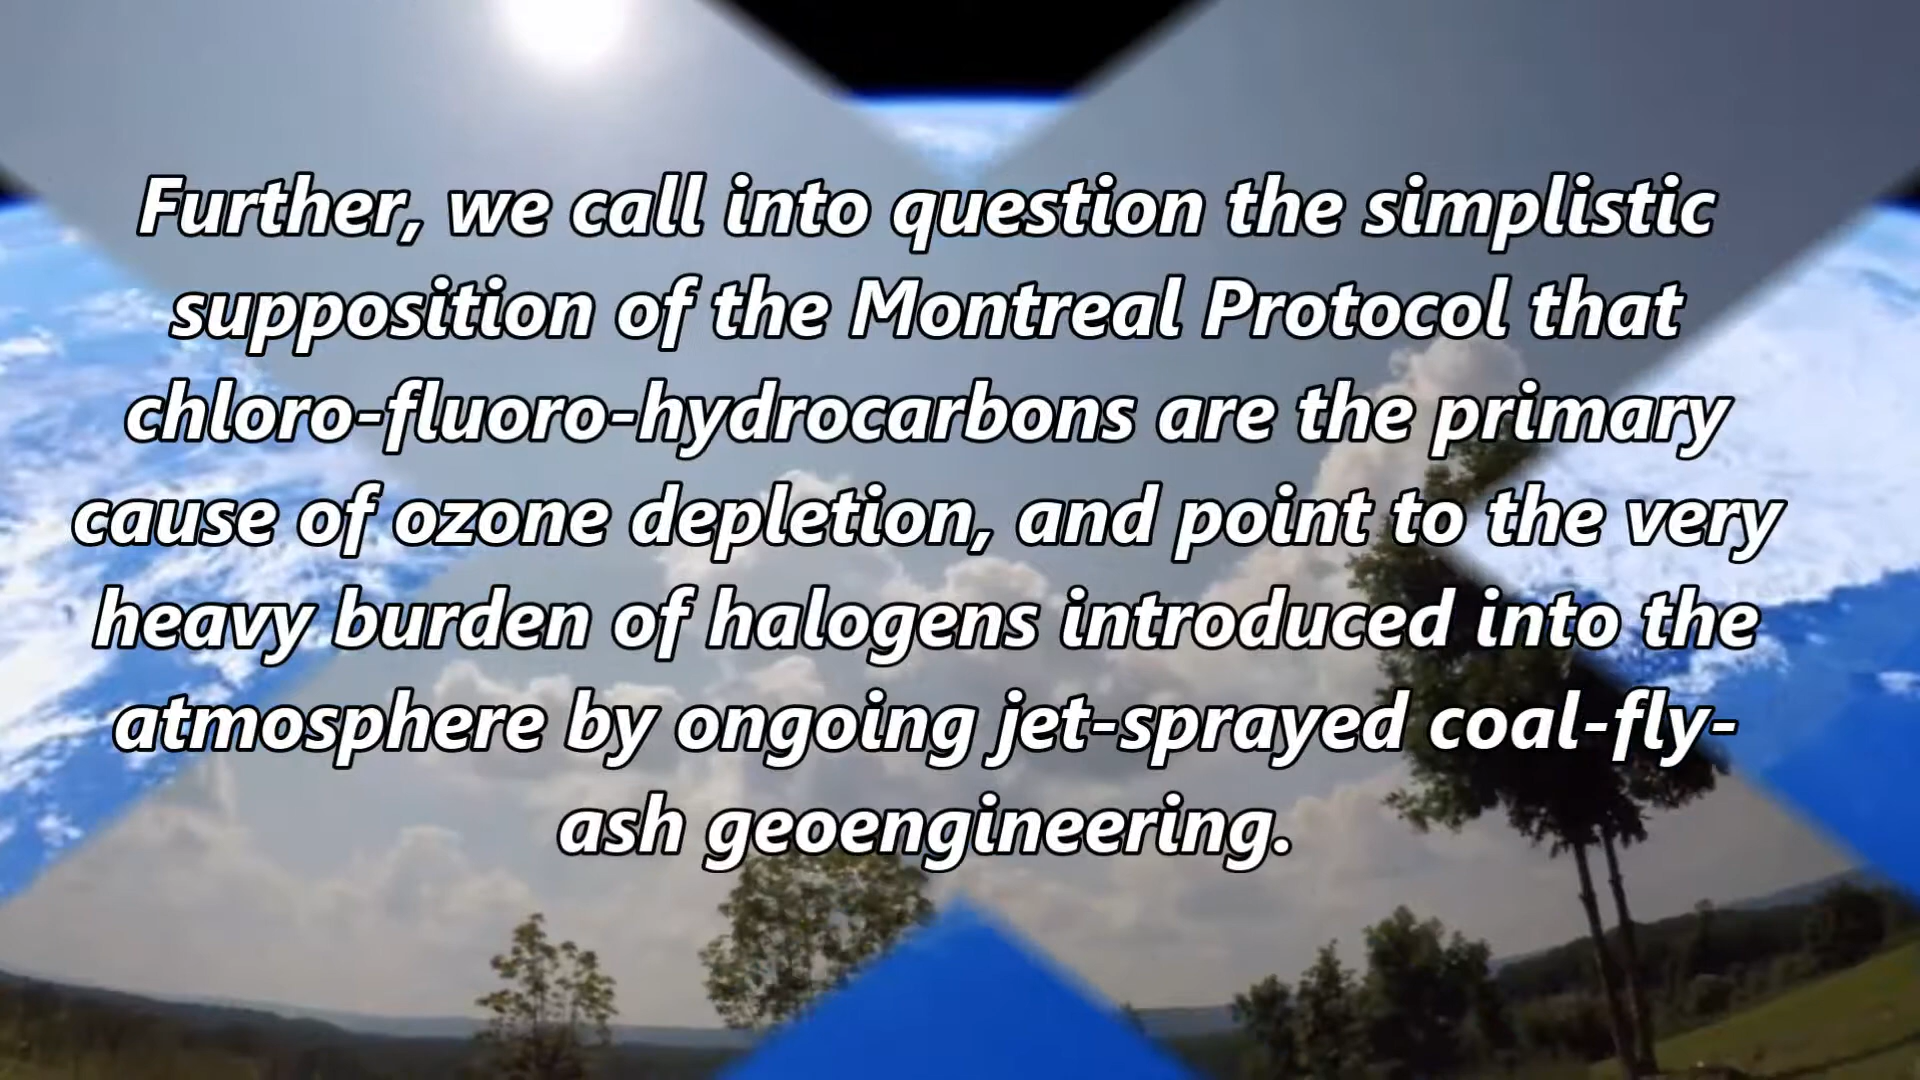 Further, we call into question the simplistic
supposition of the Montreal Protocol that
chloro-fluoro-hydrocarbons are the primary
cause of ozone depletion, and point to the very
heavy burden of halogens introduced into the
atmosphere by ongoing jet-sprayed coal-fly-
ash geoengineering.